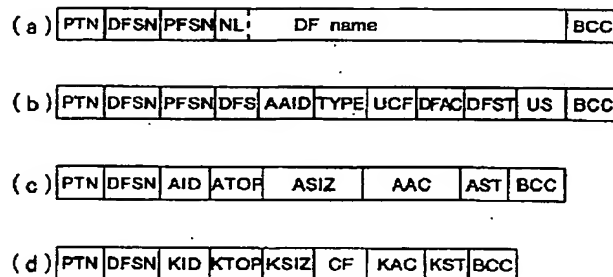 (a) PTN DFSN PFSN NL DF name BCC
(b) PTN DFSN PFSN DFS AAID TYPE UCF DFAC DFST US BCC
(c) PTN DFSN AID ATOP ASIZ AAC AST BCC
(d) PTN DFSN KID KTOP KSIZ CF KAC KST BCC